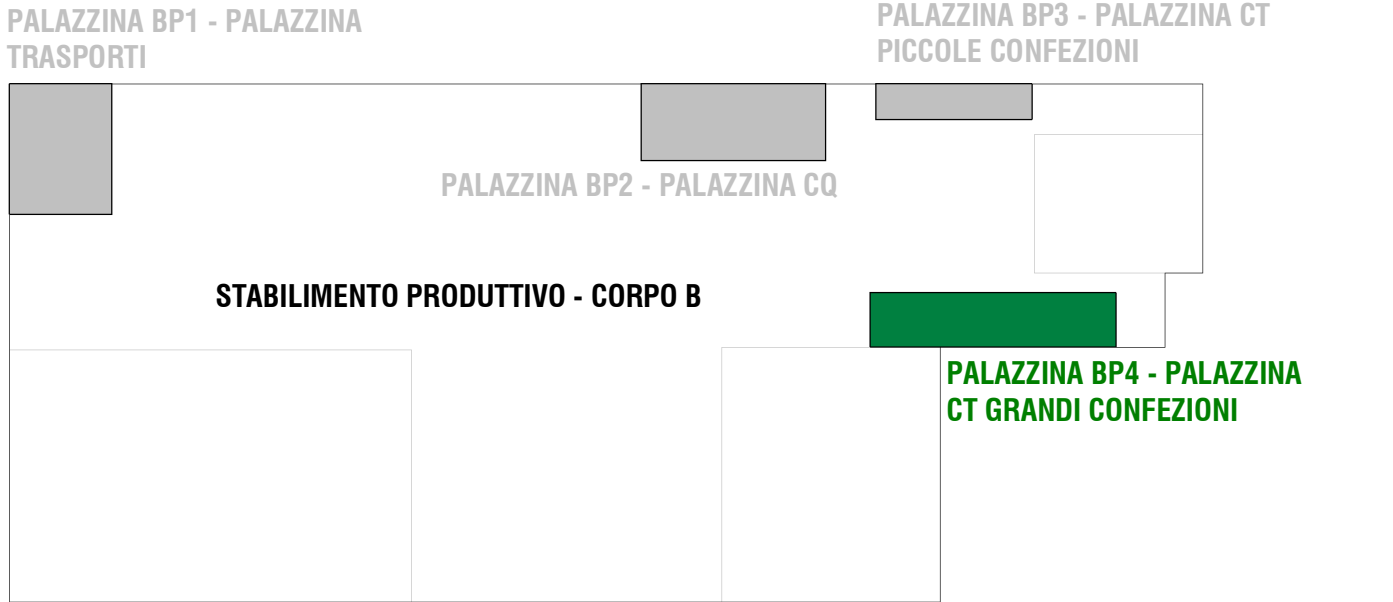 PALAZZINA BP1 - PALAZZINA
TRASPORTI
PALAZZINA BP3 - PALAZZINA CT
PICCOLE CONFEZIONI
PALAZZINA BP2 - PALAZZINA CQ
STABILIMENTO PRODUTTIVO - CORPO B
PALAZZINA BP4 - PALAZZINA
CT GRANDI CONFEZIONI